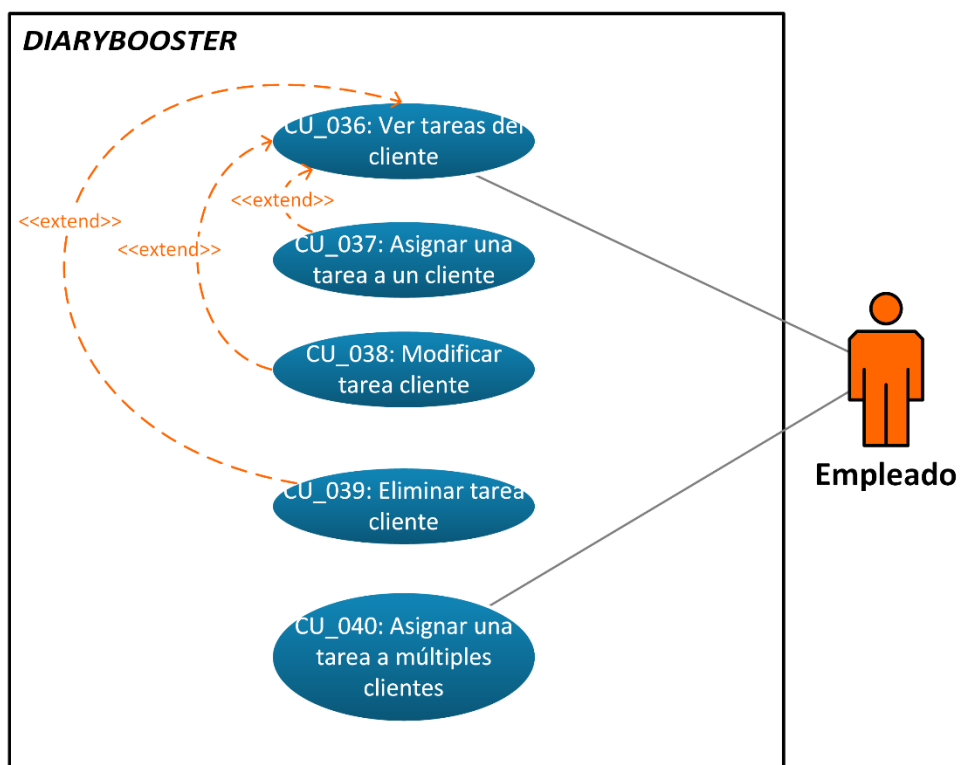 DIARYBOOSTER
CU_036: Ver tareas del
cliente
<<extend>>
<<extend>>
<<extend>>
CU_037: Asignar una
tarea a un cliente
CU_038: Modificar
tarea cliente
Empleado
CU_039: Eliminar tarea
cliente
CU_040: Asignar una
tarea a múltiples
clientes